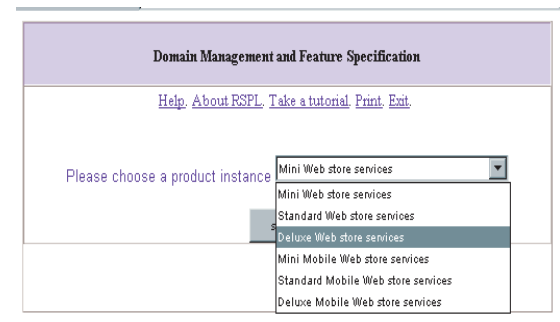 Domain Management and Feature Specification
Help. About RSPL. Take a tutorial. Print. Exit.
Please choose a product instance Mini Web store services
Mini Web store services
Standard Web store services
Deluxe Web store services
Mini Mobile Web store services
Standard Mobile Web store services
Deluxe Mobile Web store services